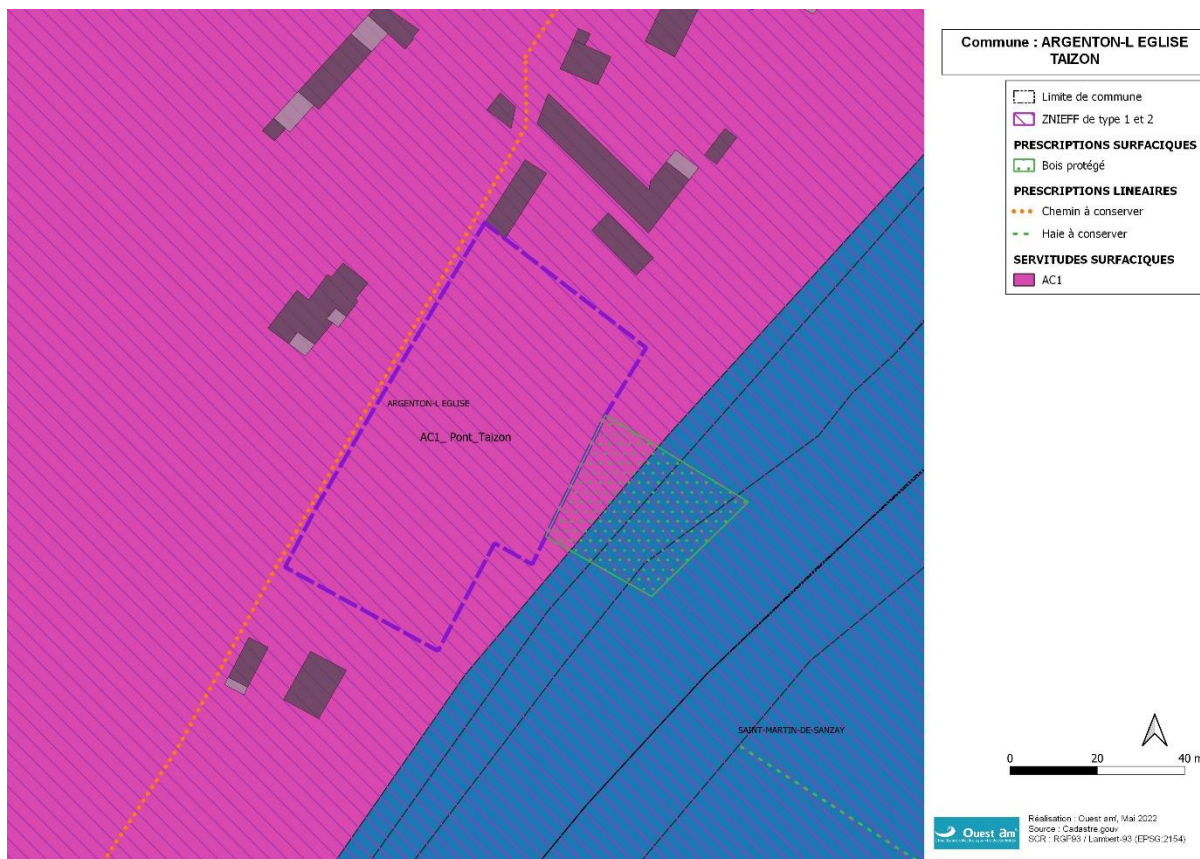 Commune : ARGENTON-L EGLISE
TAIZON
Limite de commune
ZNIEFF de type 1 et 2
PRESCRIPTIONS SURFACIQUES
Bois protégé
PRESCRIPTIONS LINEAIRES
Chemin à conserver
Haie à conserver
SERVITUDES SURFACIQUES
AC1
ARGENTON-L EGLISE
AC1_ Pont_Taizon
SAINT-MARTIN-DE-SANZAY
0 20 40 m
Ouest am'
Réalisation : Ouest am', Mai 2022
Source : Cadastre.gouv
SCR : RGF93 / Lambert-93 (EPSG:2154)